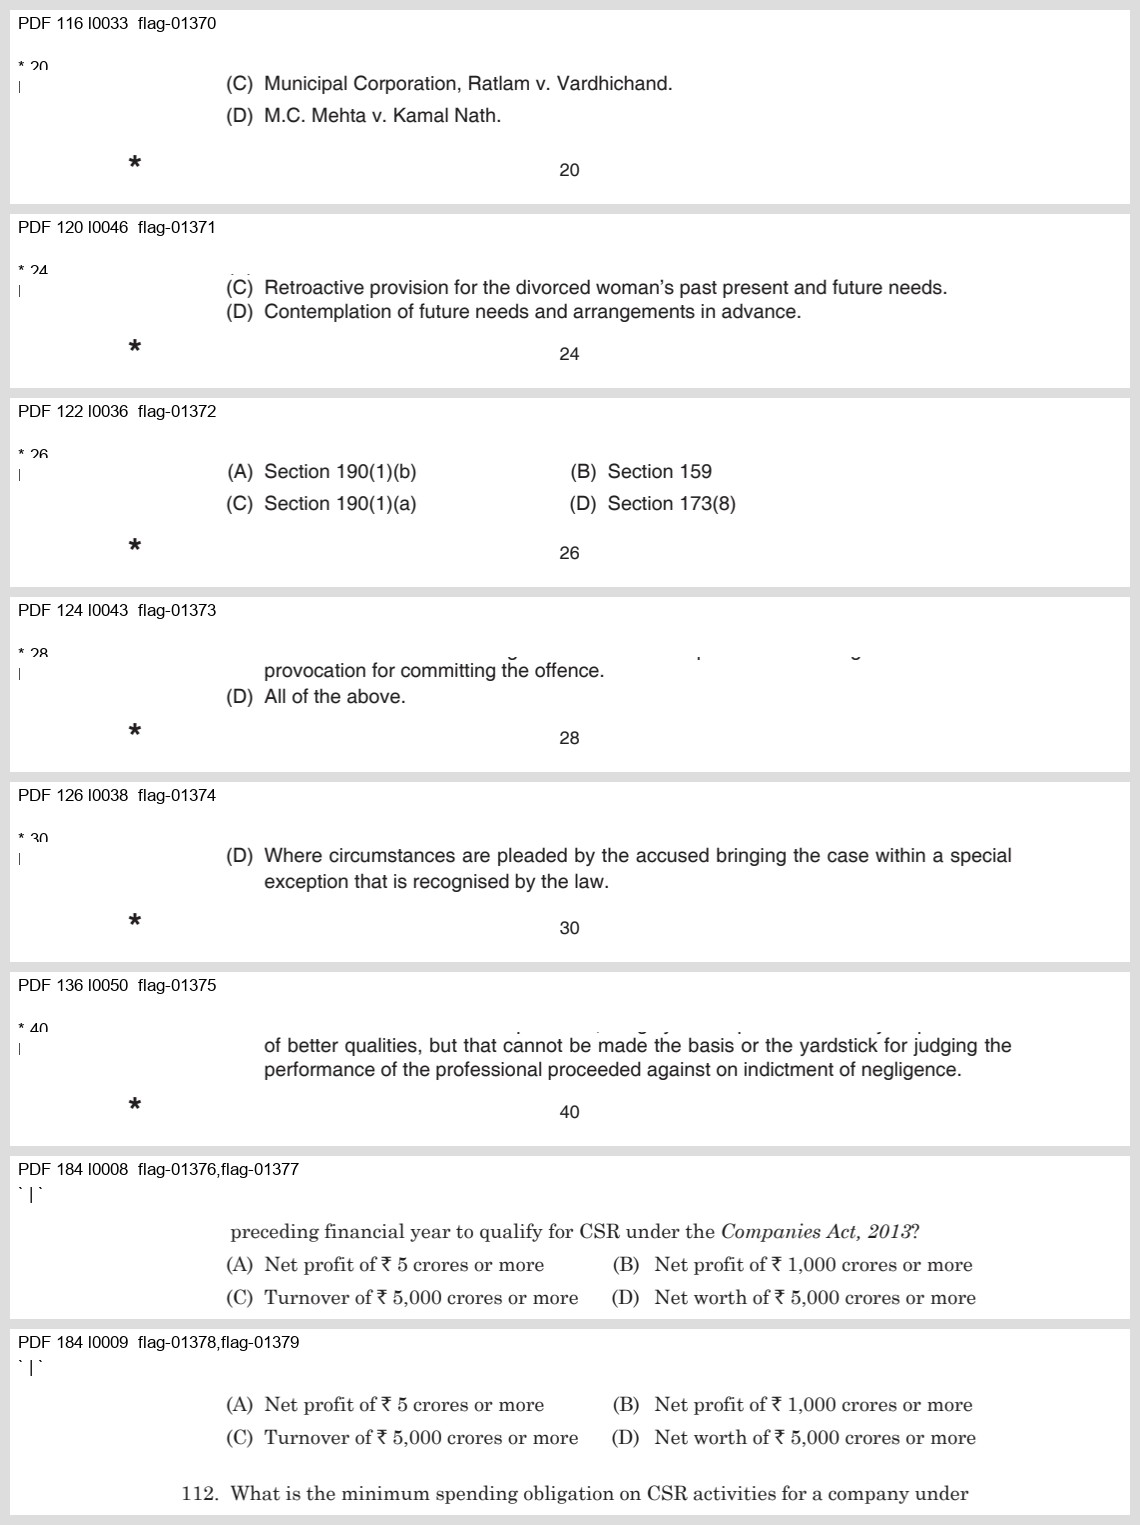 PDF 116 l0033 flag-01370
* 20
|
(C) Municipal Corporation, Ratlam v. Vardhichand.
(D) M.C. Mehta v. Kamal Nath.
* 20
PDF 120 l0046 flag-01371
* 24
|
(C) Retroactive provision for the divorced woman's past present and future needs.
(D) Contemplation of future needs and arrangements in advance.
* 24
PDF 122 l0036 flag-01372
* 26
|
(A) Section 190(1)(b) (B) Section 159
(C) Section 190(1)(a) (D) Section 173(8)
* 26
PDF 124 l0043 flag-01373
* 28
|
provocation for committing the offence.
(D) All of the above.
* 28
PDF 126 l0038 flag-01374
* 30
|
(D) Where circumstances are pleaded by the accused bringing the case within a special
exception that is recognised by the law.
* 30
PDF 136 l0050 flag-01375
* 40
|
of better qualities, but that cannot be made the basis or the yardstick for judging the
performance of the professional proceeded against on indictment of negligence.
* 40
PDF 184 l0008 flag-01376,flag-01377
` | `
preceding financial year to qualify for CSR under the Companies Act, 2013?
(A) Net profit of ₹ 5 crores or more (B) Net profit of ₹ 1,000 crores or more
(C) Turnover of ₹ 5,000 crores or more (D) Net worth of ₹ 5,000 crores or more
PDF 184 l0009 flag-01378,flag-01379
` | `
(A) Net profit of ₹ 5 crores or more (B) Net profit of ₹ 1,000 crores or more
(C) Turnover of ₹ 5,000 crores or more (D) Net worth of ₹ 5,000 crores or more
112. What is the minimum spending obligation on CSR activities for a company under